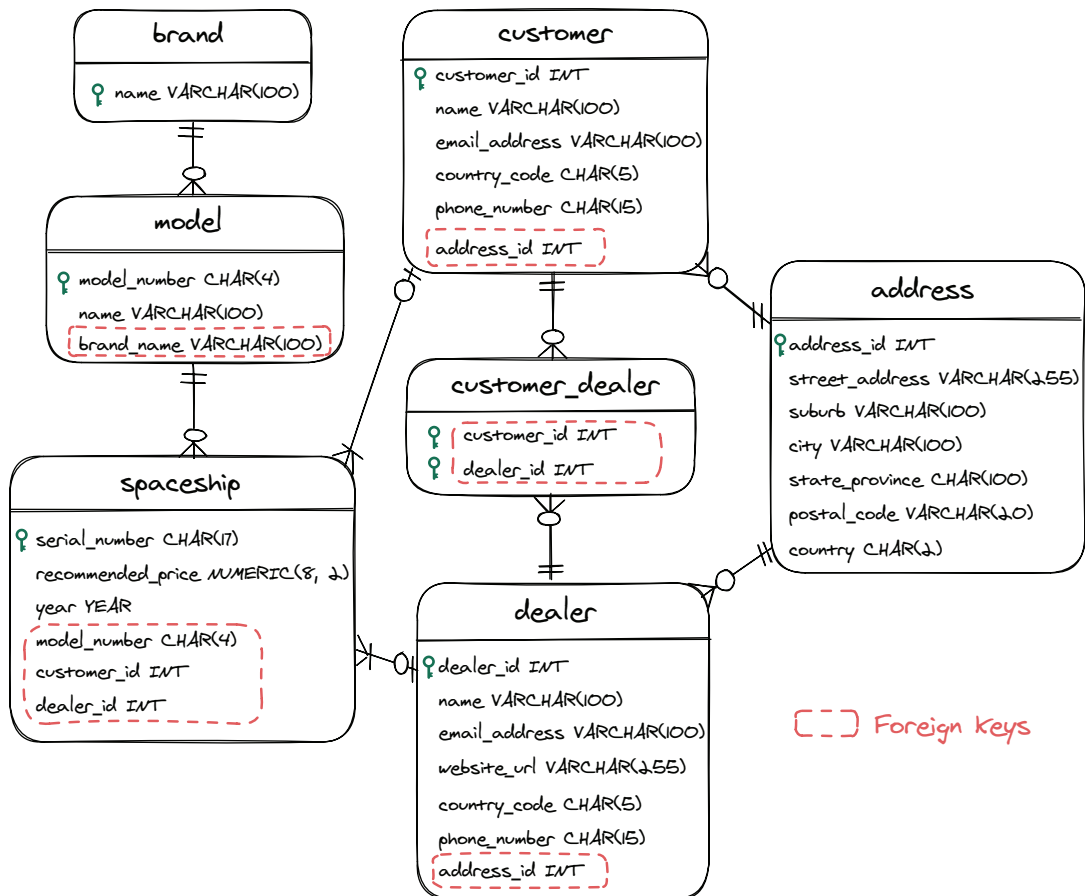 brand
name VARCHAR(100)
customer
customer_id INT
name VARCHAR(100)
email_address VARCHAR(100)
country_code CHAR(5)
phone_number CHAR(15)
address_id INT
model
model_number CHAR(4)
name VARCHAR(100)
brand_name VARCHAR(100)
address
address_id INT
street_address VARCHAR(255)
suburb VARCHAR(100)
city VARCHAR(100)
state_province CHAR(100)
postal_code VARCHAR(20)
country CHAR(2)
customer_dealer
customer_id INT
dealer_id INT
spaceship
serial_number CHAR(17)
recommended_price NUMERIC(8, 2)
year YEAR
model_number CHAR(4)
customer_id INT
dealer_id INT
dealer
dealer_id INT
name VARCHAR(100)
email_address VARCHAR(100)
website_url VARCHAR(255)
country_code CHAR(5)
phone_number CHAR(15)
address_id INT
Foreign Keys